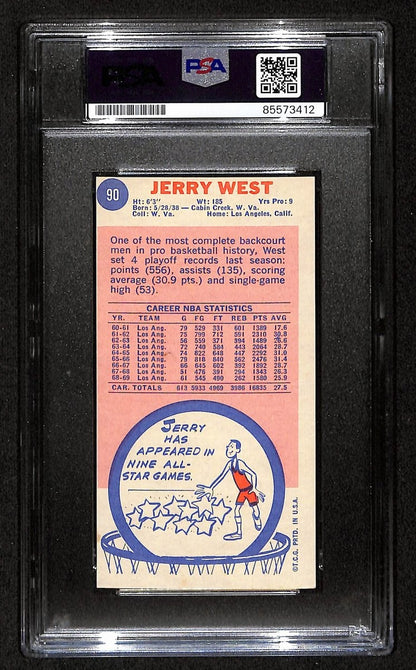 PSA
PSA
85573412
90
JERRY WEST
Ht: 6'3" Wt: 185 Yrs Pro: 9
Born: 5/28/38 — Cabin Creek, W. Va.
Coll: W. Va. Home: Los Angeles, Calif.
One of the most complete backcourt
men in pro basketball history, West
set 4 playoff records last season:
points (556), assists (135), scoring
average (30.9 pts.) and single-game
high (53).
CAREER NBA STATISTICS
YR. TEAM G FG FT REB PTS AVG
60-61 Los Ang. 79 529 331 601 1389 17.6
61-62 Los Ang. 75 799 712 591 2310 30.8
62-63 Los Ang. 56 559 371 394 1489 26.6
63-64 Los Ang. 72 740 584 433 2064 28.7
64-65 Los Ang. 74 822 648 447 2292 31.0
65-66 Los Ang. 79 818 840 562 2476 31.4
66-67 Los Ang. 66 645 602 392 1892 28.7
67-68 Los Ang. 51 476 391 294 1343 26.3
68-69 Los Ang. 61 545 490 262 1580 25.9
CAR. TOTALS 613 5933 4969 3986 16835 27.5
JERRY
HAS
APPEARED IN
NINE ALL-
STAR GAMES.
©T.C.G. PRTD. IN U.S.A.